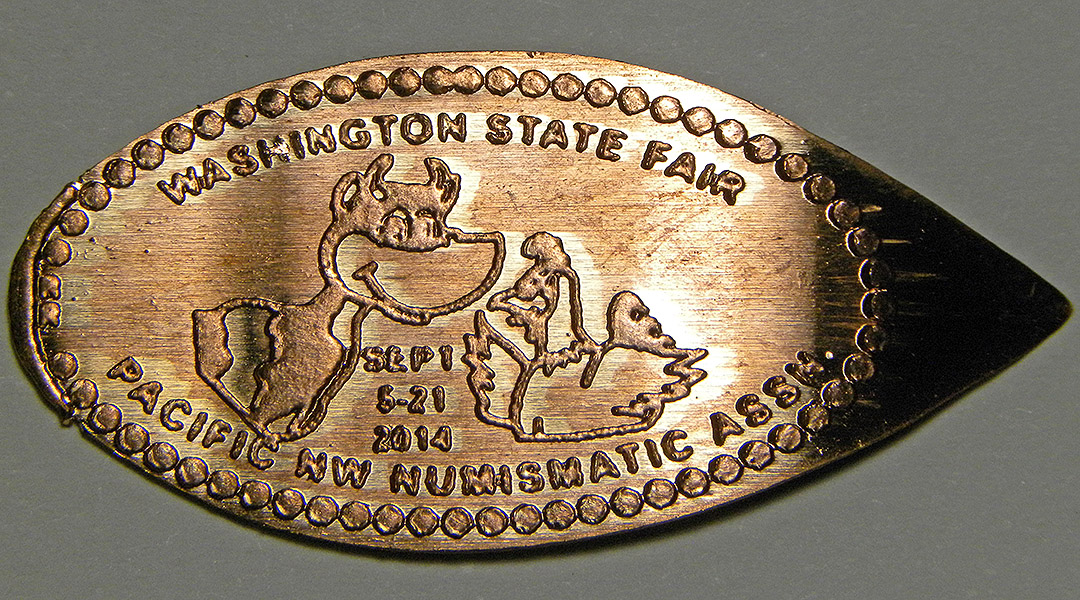 WASHINGTON STATE FAIR
SEPT
5-21
2014
PACIFIC NW NUMISMATIC ASSN